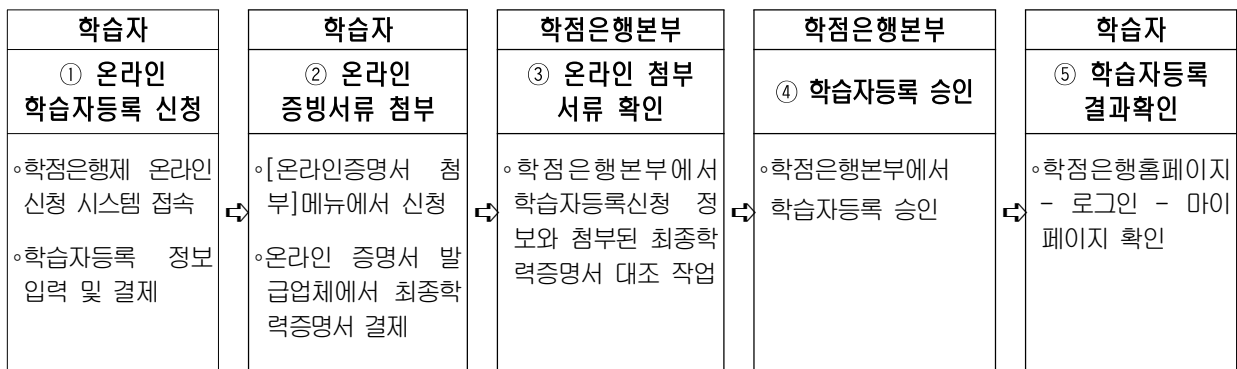 학습자
① 온라인
학습자등록 신청
◦학점은행제 온라인
신청 시스템 접속
◦학습자등록 정보
입력 및 결제
➪
학습자
② 온라인
증빙서류 첨부
◦[온라인증명서 첨
부]메뉴에서 신청
◦온라인 증명서 발
급업체에서 최종학
력증명서 결제
➪
학점은행본부
③ 온라인 첨부
서류 확인
◦학점은행본부에서
학습자등록신청 정
보와 첨부된 최종학
력증명서 대조 작업
➪
학점은행본부
④ 학습자등록 승인
◦학점은행본부에서
학습자등록 승인
➪
학습자
⑤ 학습자등록
결과확인
◦학점은행홈페이지
- 로그인 - 마이
페이지 확인